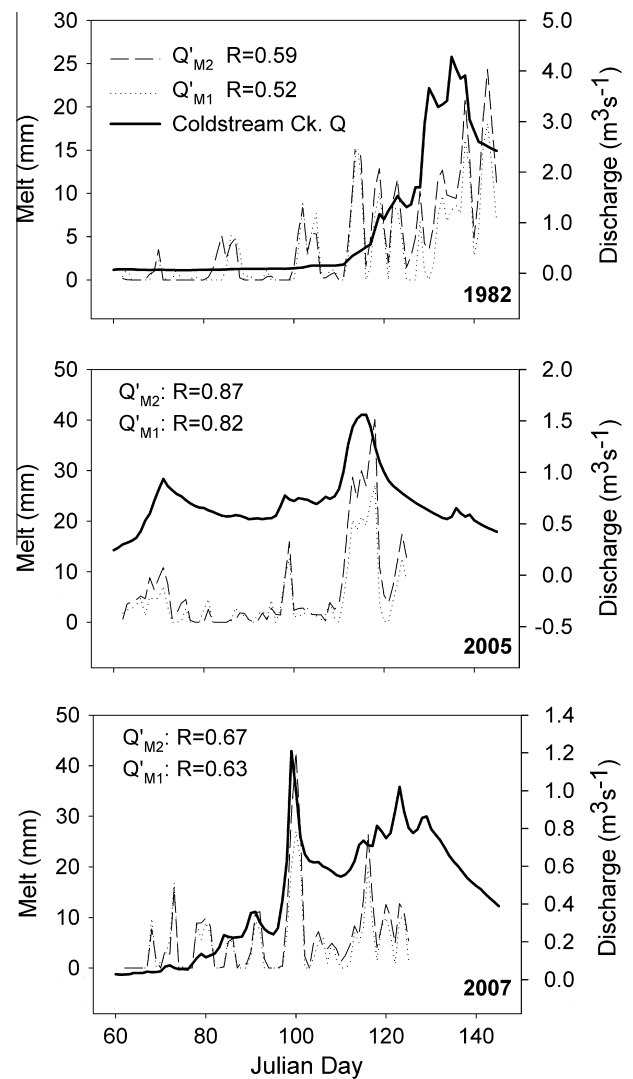 30
25
20
15
10
5
0
Melt (mm)
Q'M2 R=0.59
Q'M1 R=0.52
Coldstream Ck. Q
5.0
4.0
3.0
2.0
1.0
0.0
Discharge (m3s-1)
1982
50
40
30
20
10
0
Melt (mm)
Q'M2: R=0.87
Q'M1: R=0.82
2.0
1.5
1.0
0.5
0.0
-0.5
Discharge (m3s-1)
2005
50
40
30
20
10
0
Melt (mm)
Q'M2: R=0.67
Q'M1: R=0.63
1.4
1.2
1.0
0.8
0.6
0.4
0.2
0.0
Discharge (m3s-1)
2007
60 80 100 120 140
Julian Day